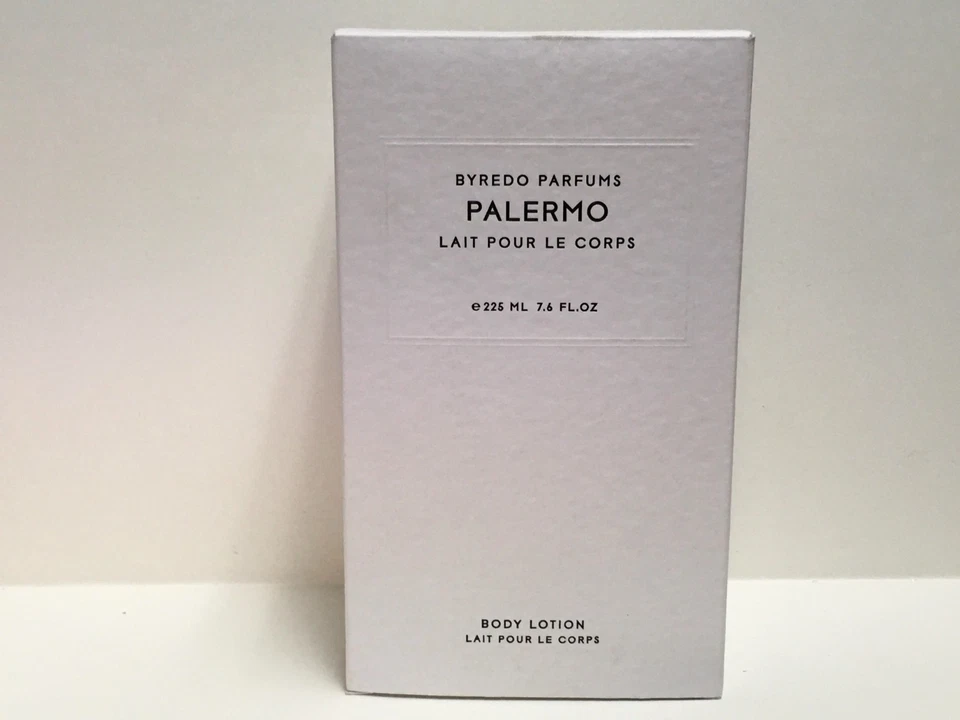 BYREDO PARFUMS
PALERMO
LAIT POUR LE CORPS
℮225 ML 7.6 FL.OZ
BODY LOTION
LAIT POUR LE CORPS